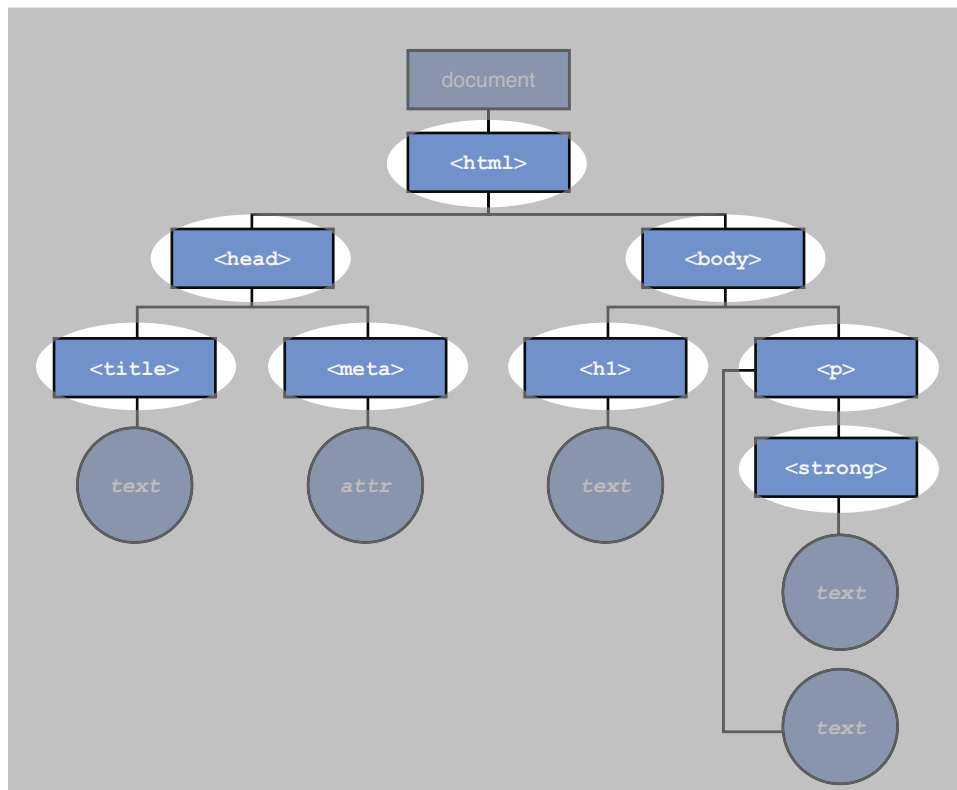 document
<html>
<head>
<body>
<title>
<meta>
<h1>
<p>
<strong>
text
attr
text
text
text